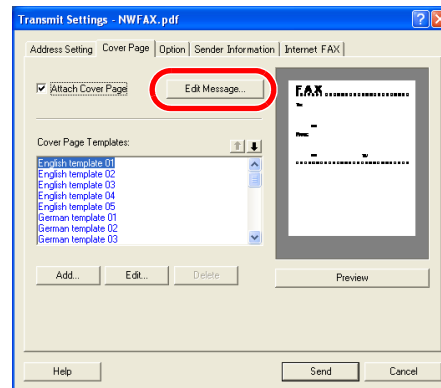 Transmit Settings - NWFAX.pdf
Address Setting Cover Page Option Sender Information Internet FAX
Attach Cover Page Edit Message...
FAX
To:
From:
Cover Page Templates:
English template 01
English template 02
English template 03
English template 04
English template 05
German template 01
German template 02
German template 03
Add... Edit... Delete Preview
Help Send Cancel